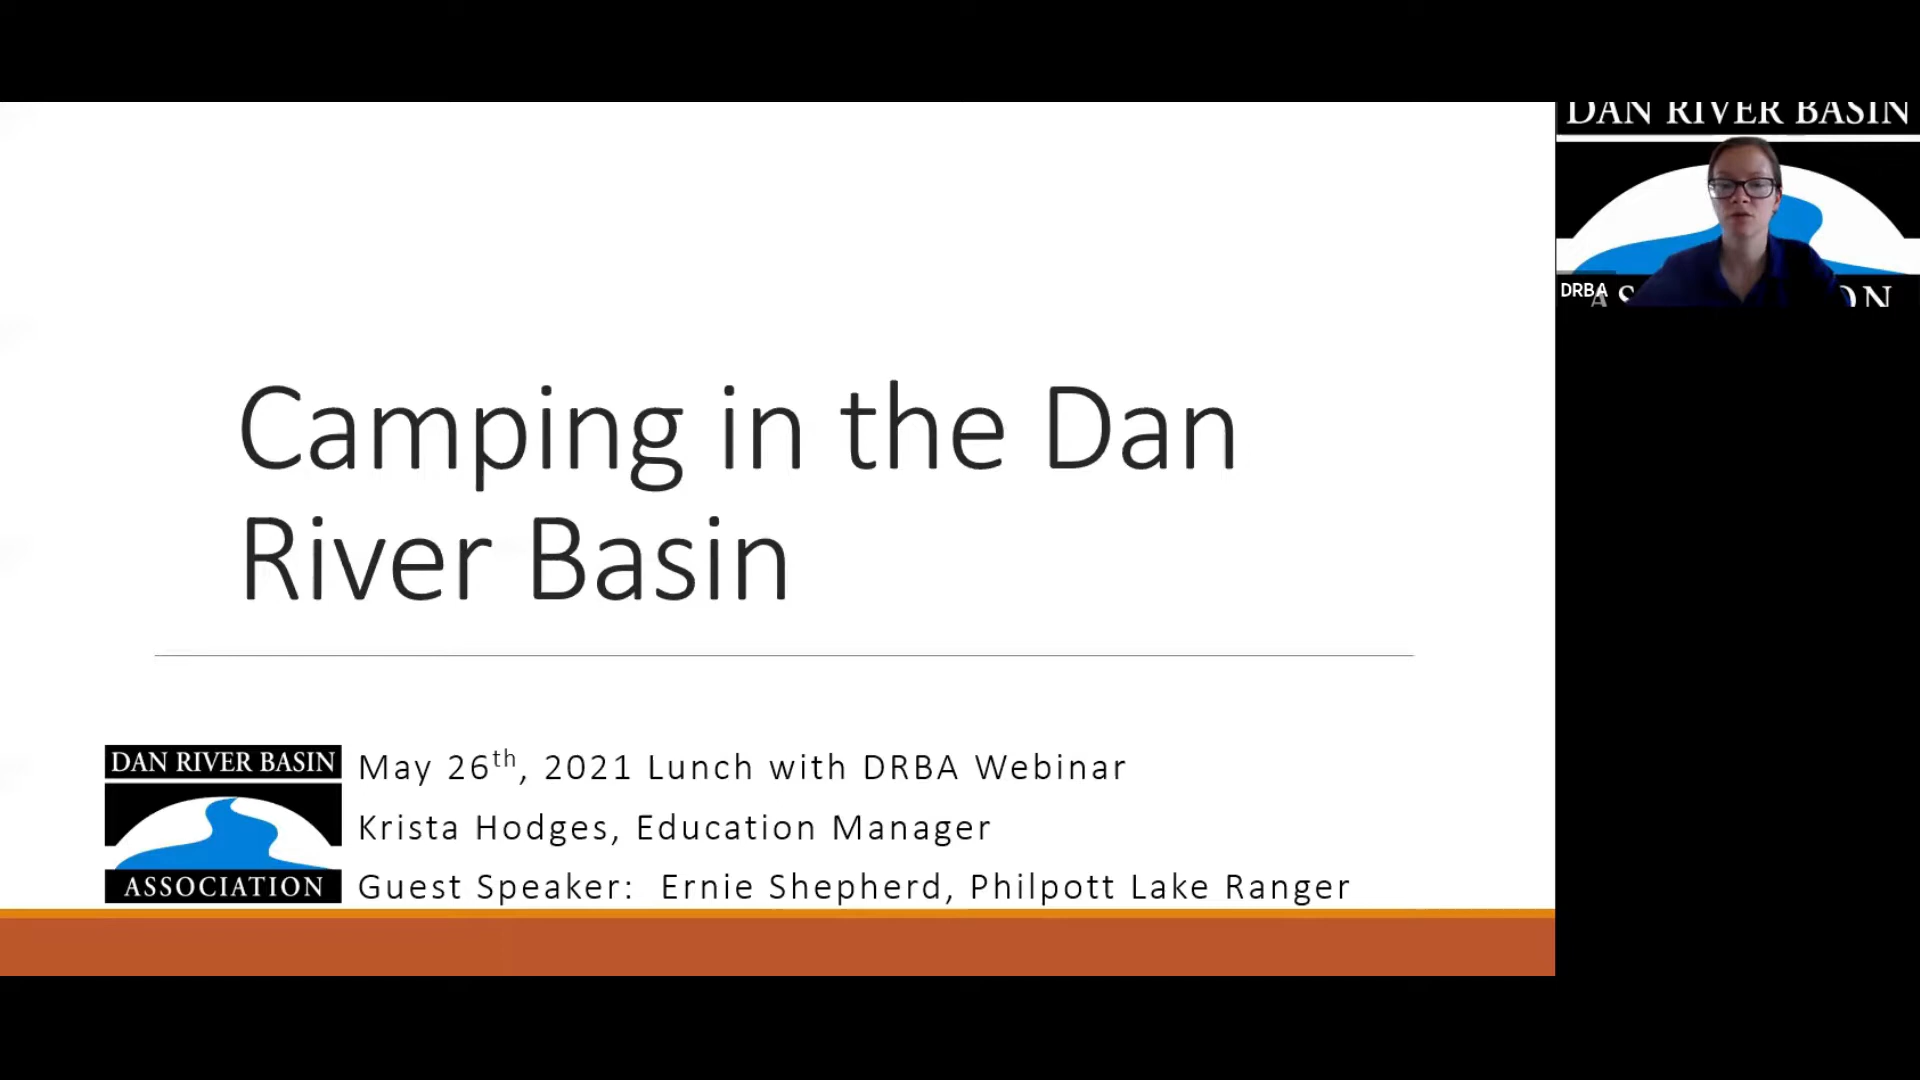 DAN RIVER BASIN
DRBA
Camping in the Dan
River Basin
DAN RIVER BASIN
ASSOCIATION
May 26th, 2021 Lunch with DRBA Webinar
Krista Hodges, Education Manager
Guest Speaker: Ernie Shepherd, Philpott Lake Ranger